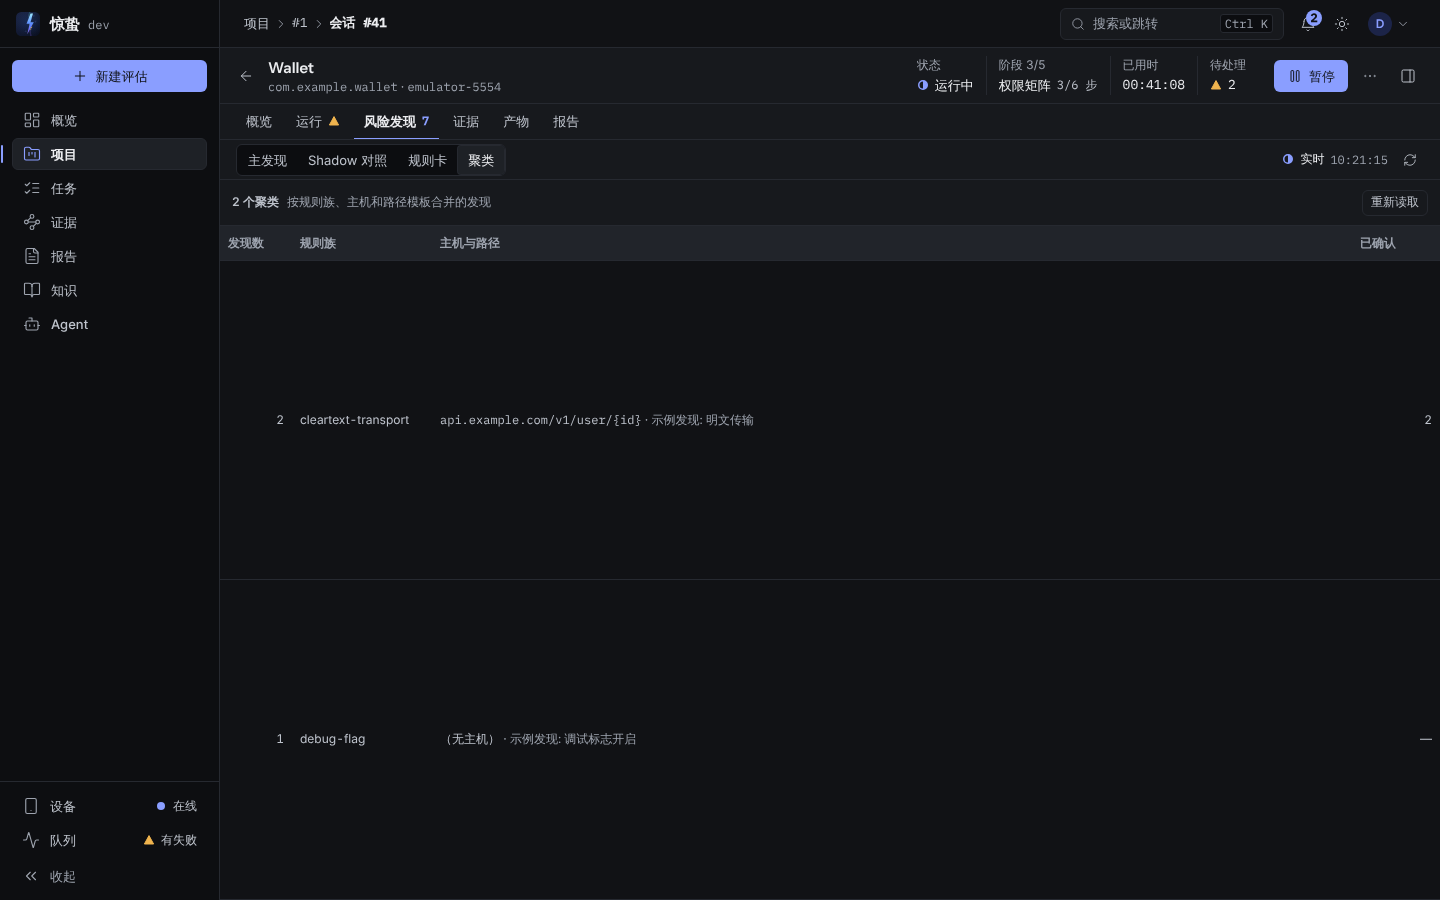 惊蛰 dev
项目 > #1 > 会话 #41
搜索或跳转 Ctrl K
2
D
新建评估
概览
项目
任务
证据
报告
知识
Agent
设备 在线
队列 有失败
收起
Wallet
com.example.wallet · emulator-5554
状态
运行中
阶段 3/5
权限矩阵 3/6 步
已用时
00:41:08
待处理
2
暂停
概览 运行 风险发现 7 证据 产物 报告
主发现 Shadow 对照 规则卡 聚类
实时 10:21:15
2 个聚类 按规则族、主机和路径模板合并的发现
重新读取
发现数 规则族 主机与路径 已确认
2 cleartext-transport api.example.com/v1/user/{id} · 示例发现: 明文传输 2
1 debug-flag （无主机） · 示例发现: 调试标志开启 —